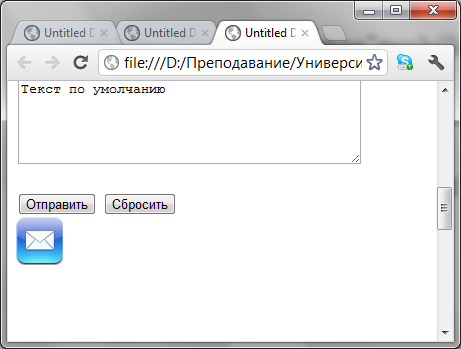 Untitled D
Untitled D
Untitled D
file:///D:/Преподавание/Универси
Текст по умолчанию
Отправить
Сбросить